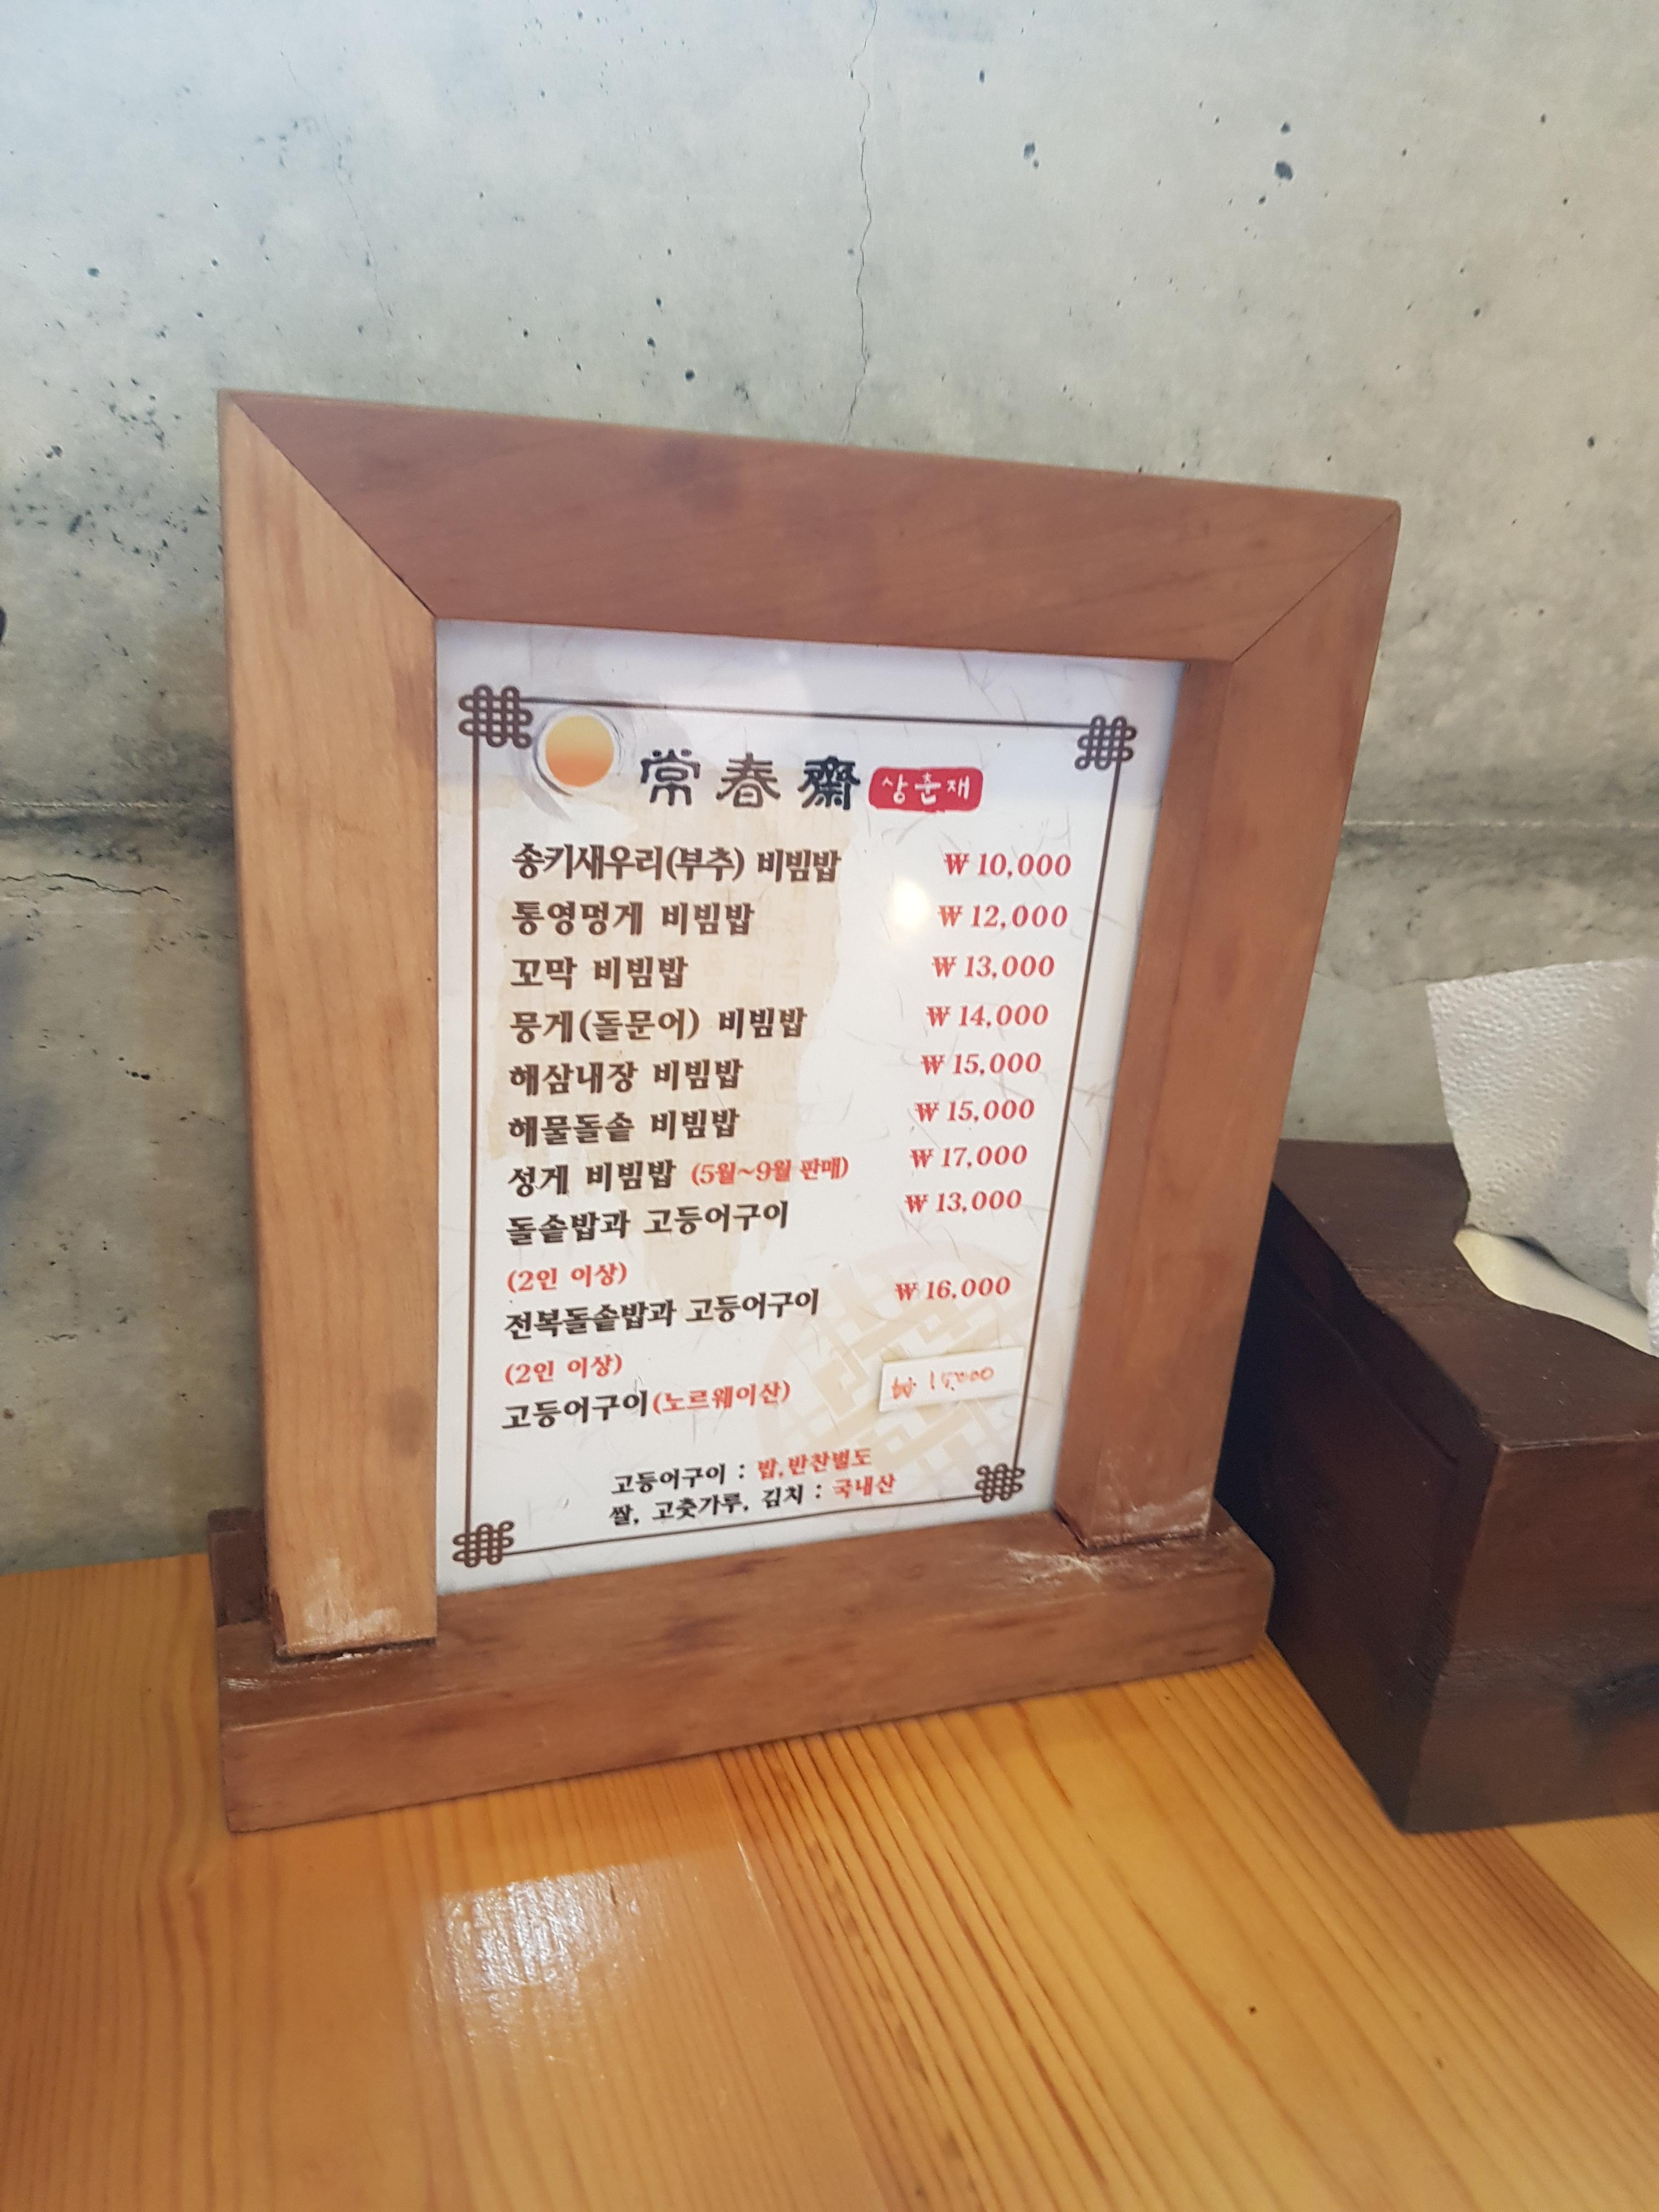 常春齋 상춘재
송키새우리(부추) 비빔밥 ₩10,000
통영멍게 비빔밥 ₩12,000
꼬막 비빔밥 ₩13,000
뭉게(돌문어) 비빔밥 ₩14,000
해삼내장 비빔밥 ₩15,000
해물돌솥 비빔밥 ₩15,000
성게 비빔밥 (5월~9월 판매) ₩17,000
돌솥밥과 고등어구이 ₩13,000
(2인 이상)
전복돌솥밥과 고등어구이 ₩16,000
(2인 이상)
고등어구이(노르웨이산)
고등어구이 : 밥,반찬별도
쌀, 고춧가루, 김치 : 국내산